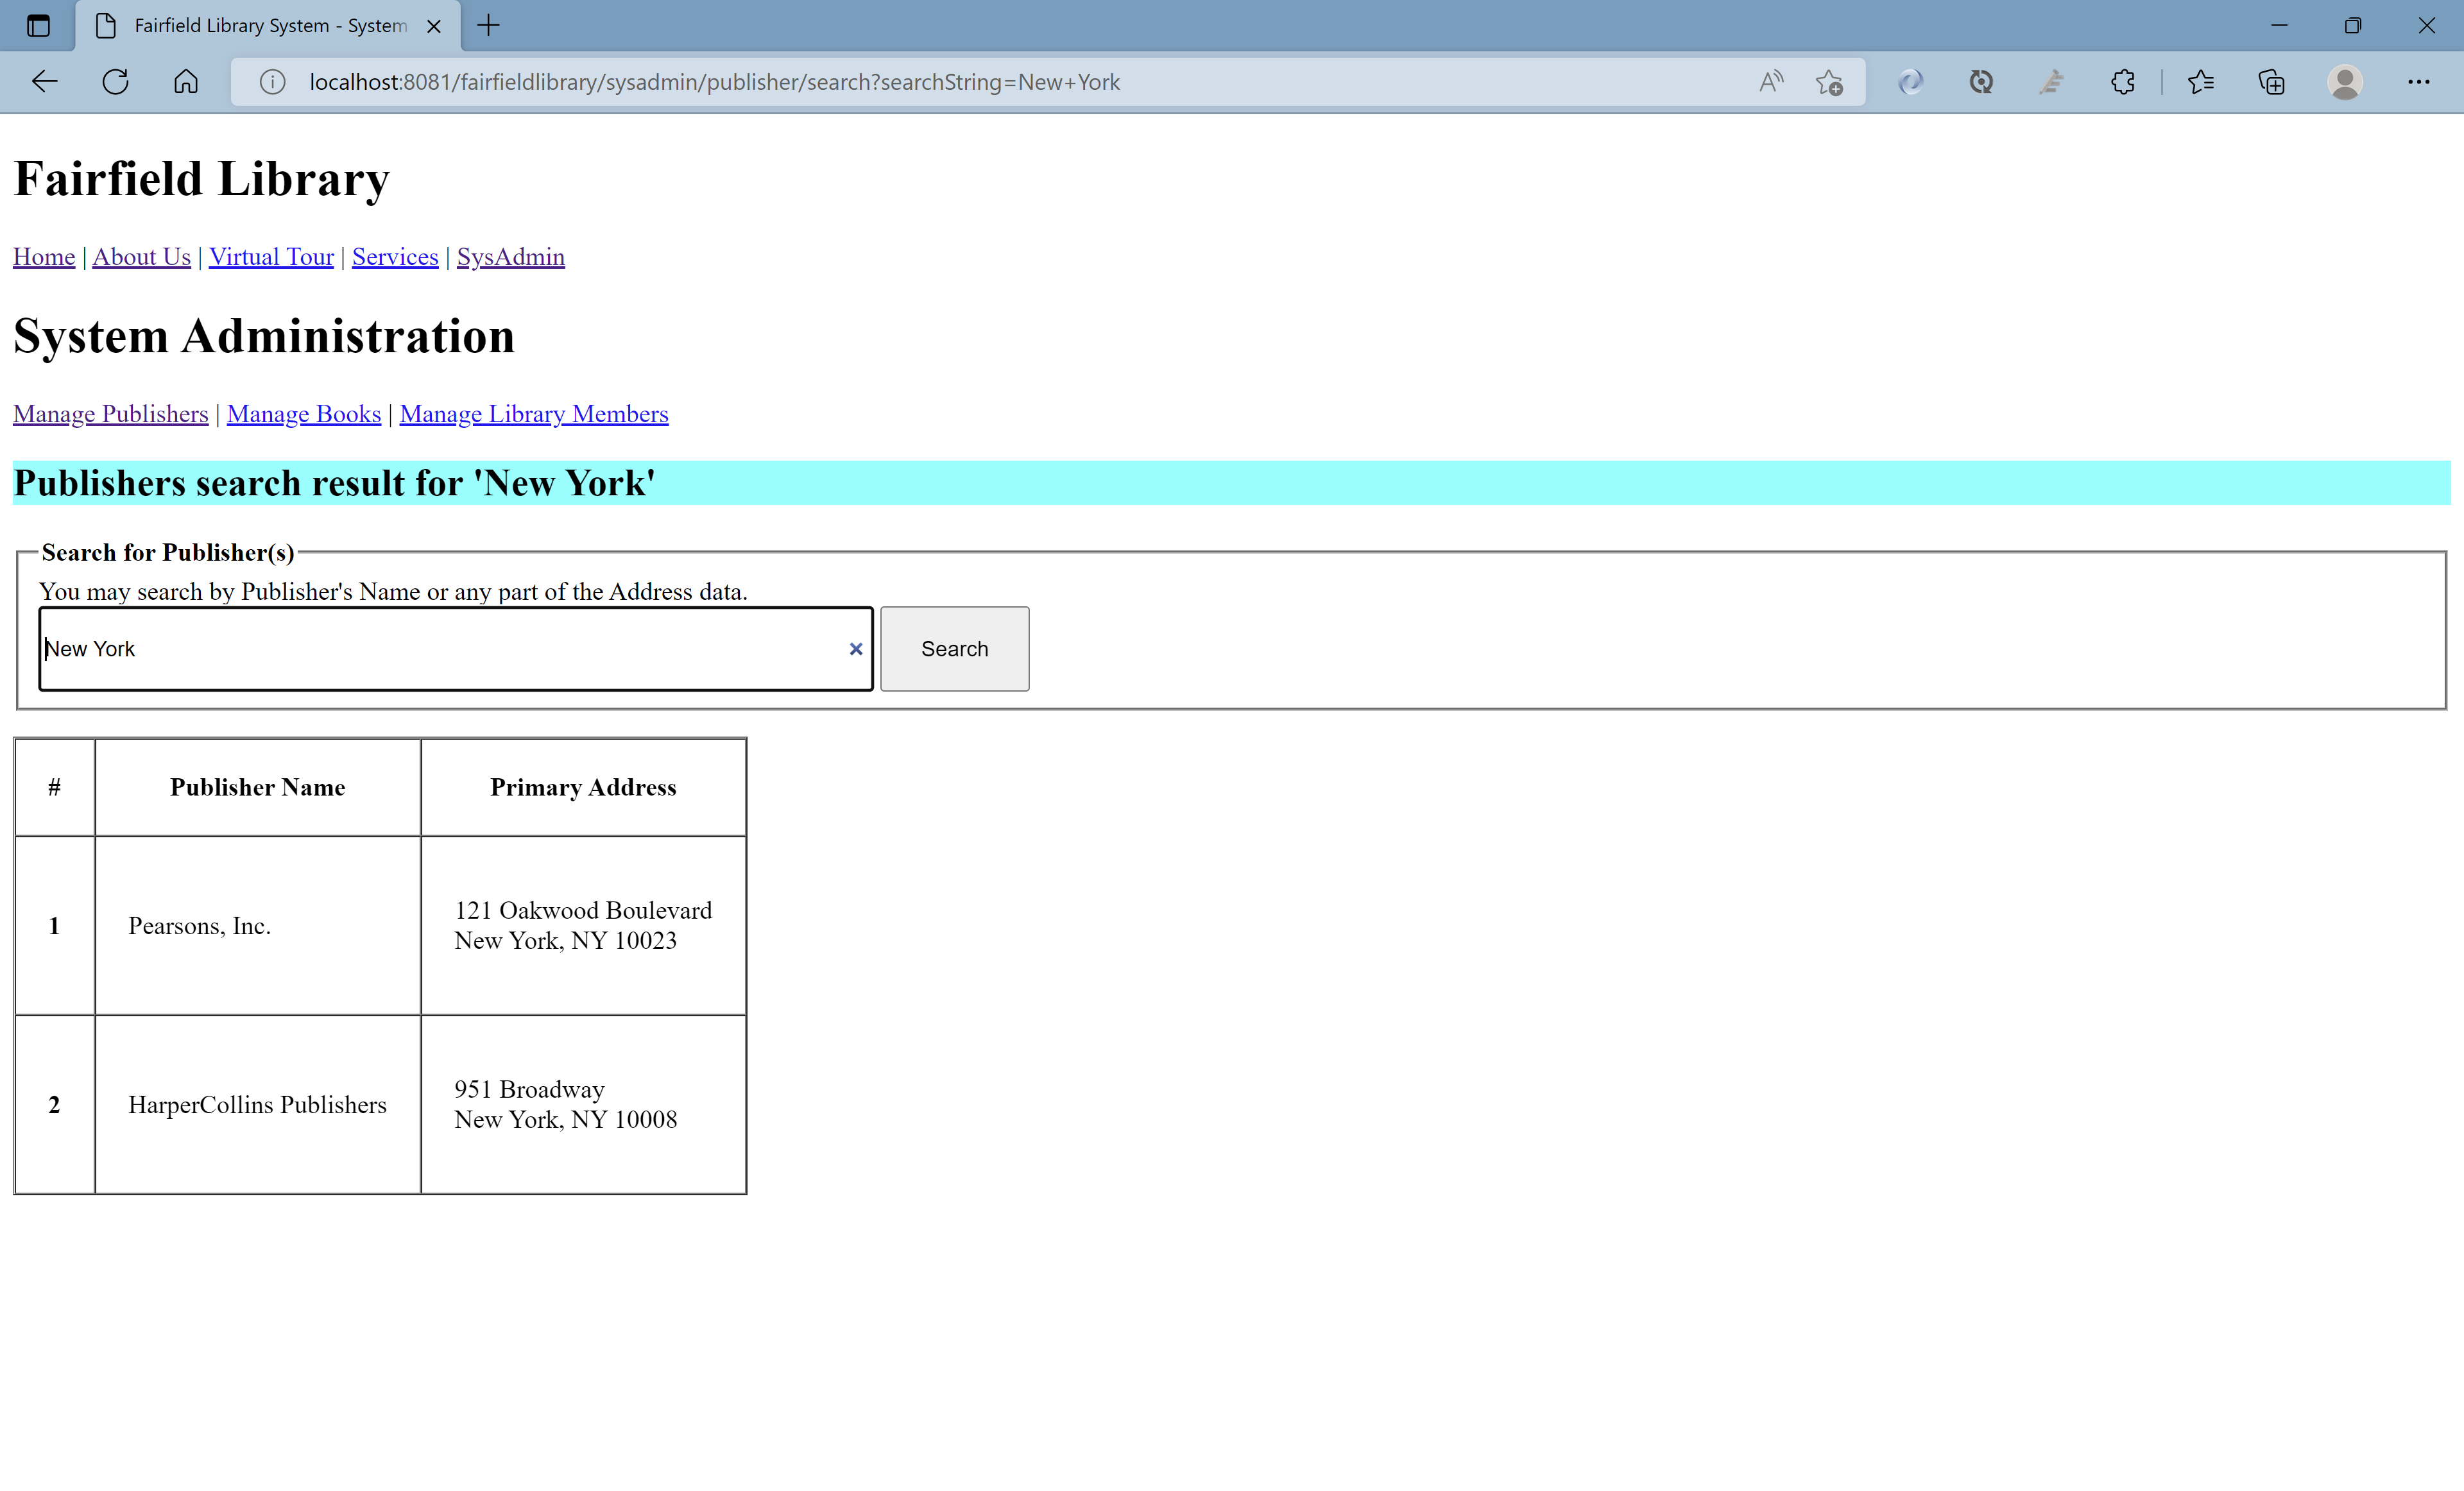 Fairfield Library System - System
localhost:8081/fairfieldlibrary/sysadmin/publisher/search?searchString=New+York
Fairfield Library
Home | About Us | Virtual Tour | Services | SysAdmin
System Administration
Manage Publishers | Manage Books | Manage Library Members
Publishers search result for 'New York'
Search for Publisher(s)
You may search by Publisher's Name or any part of the Address data.
New York Search
# Publisher Name Primary Address
1 Pearsons, Inc. 121 Oakwood Boulevard
New York, NY 10023
2 HarperCollins Publishers 951 Broadway
New York, NY 10008